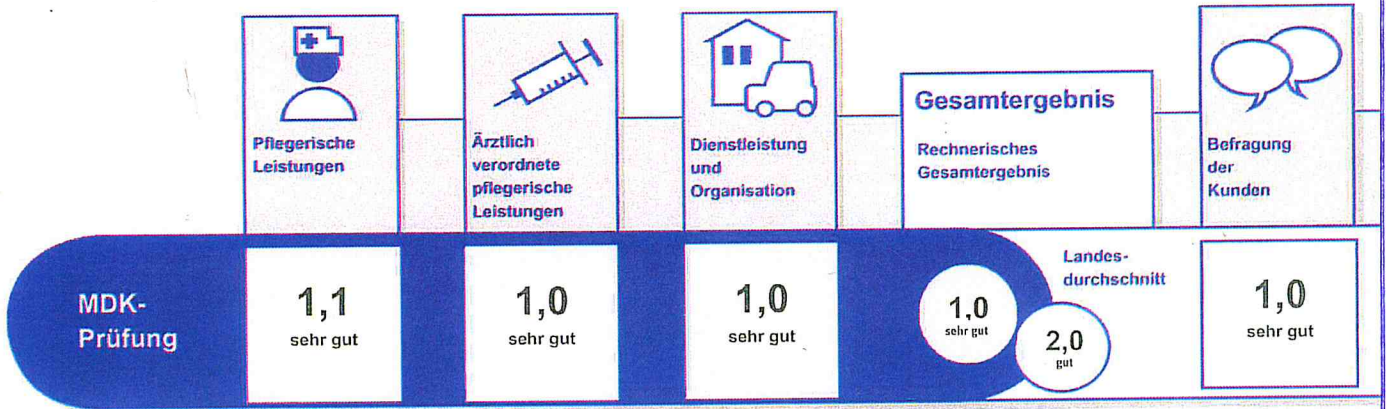 Pflegerische
Leistungen
Ärztlich
verordnete
pflegerische
Leistungen
Dienstleistung
und
Organisation
Gesamtergebnis
Rechnerisches
Gesamtergebnis
Befragung
der
Kunden
MDK-
Prüfung
1,1
sehr gut
1,0
sehr gut
1,0
sehr gut
1,0
sehr gut
Landes-
durchschnitt
2,0
gut
1,0
sehr gut